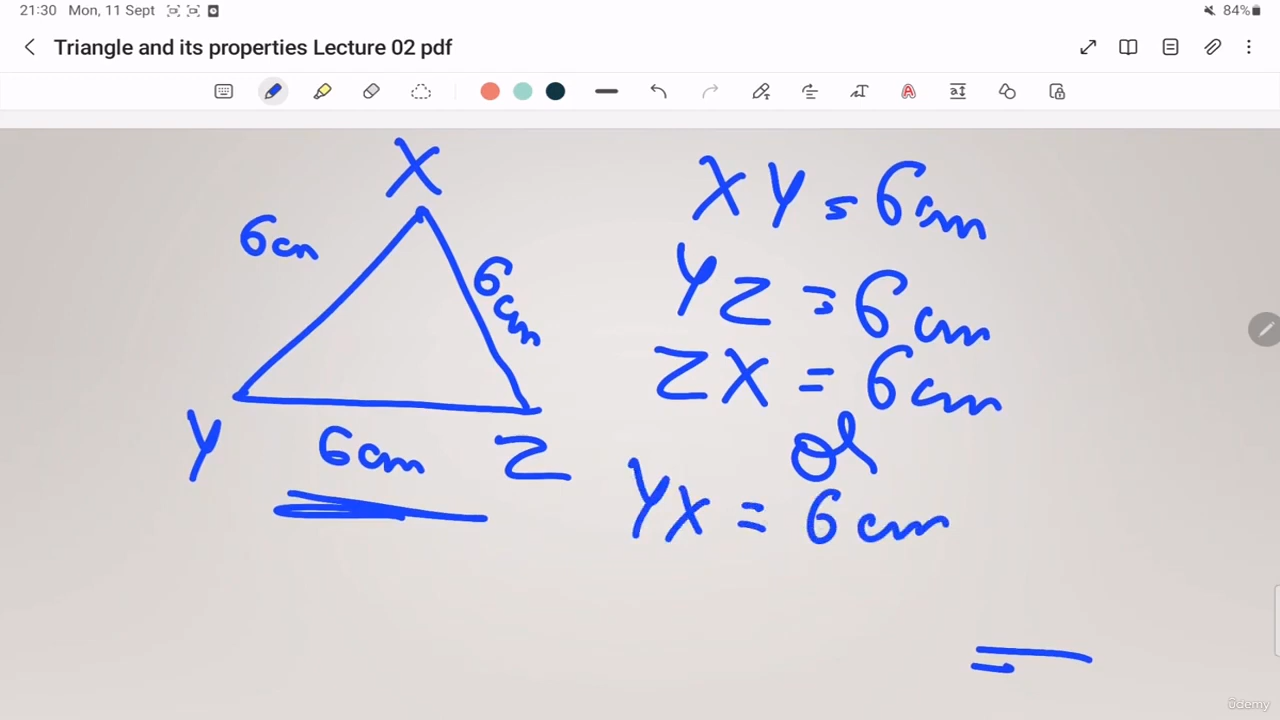 21:30 Mon, 11 Sept
84%
Triangle and its properties Lecture 02 pdf
X
6cm
6cm
Y
6cm
Z
XY = 6cm
YZ = 6cm
ZX = 6cm
or
YX = 6cm
ûdemy